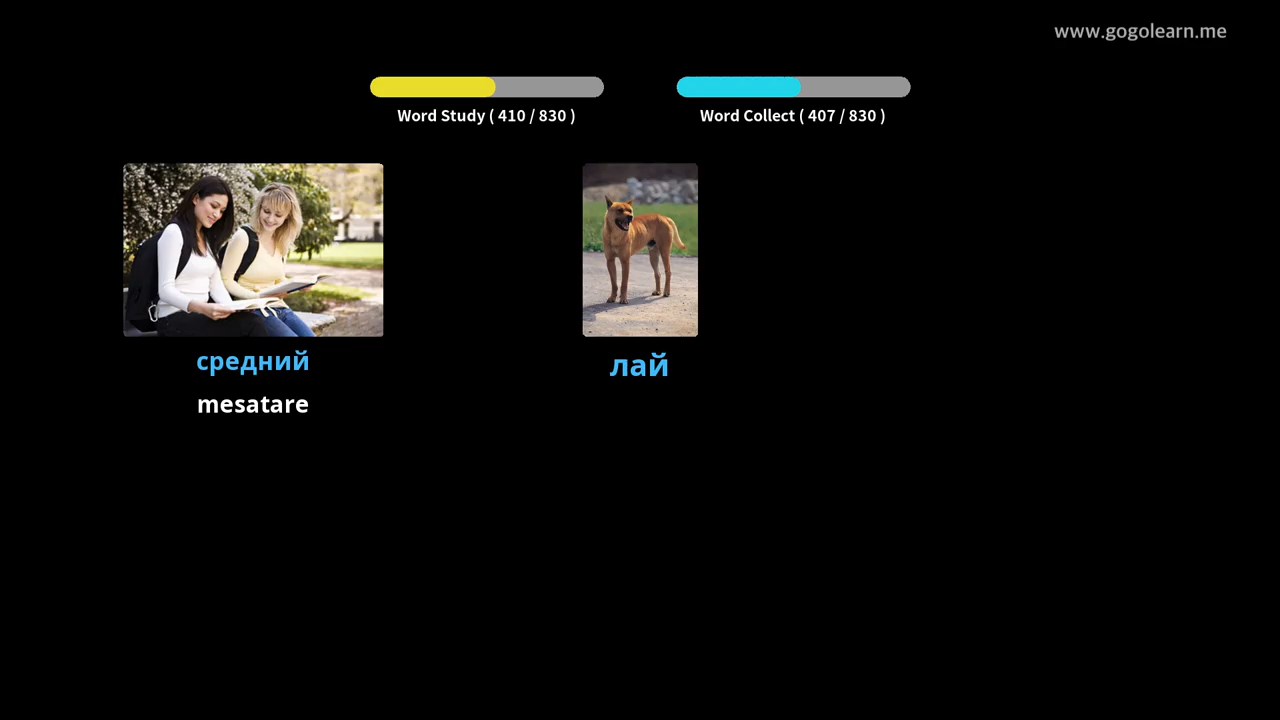 www.gogolearn.me
Word Study ( 410 / 830 )
Word Collect ( 407 / 830 )
средний
mesatare
лай